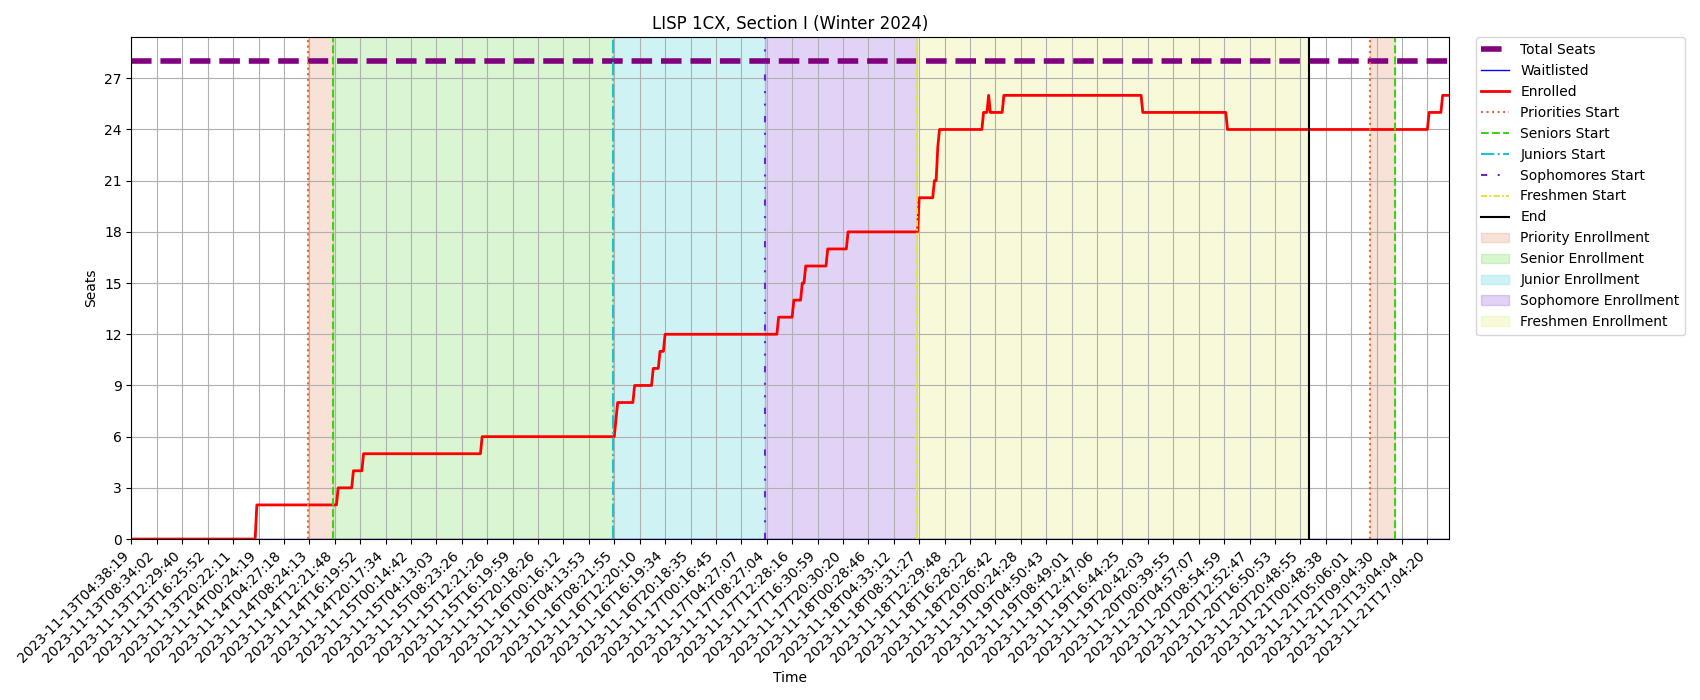 LISP 1CX, Section I (Winter 2024)
Total Seats
Waitlisted
Enrolled
Priorities Start
Seniors Start
Juniors Start
Sophomores Start
Freshmen Start
End
Priority Enrollment
Senior Enrollment
Junior Enrollment
Sophomore Enrollment
Freshmen Enrollment
Seats
27
24
21
18
15
12
9
6
3
0
2023-11-13T04:38:19
2023-11-13T08:34:02
2023-11-13T12:29:40
2023-11-13T16:25:52
2023-11-13T20:22:11
2023-11-14T00:24:19
2023-11-14T04:27:18
2023-11-14T08:24:13
2023-11-14T12:21:48
2023-11-14T16:19:52
2023-11-14T20:17:34
2023-11-15T00:14:42
2023-11-15T04:13:03
2023-11-15T08:23:26
2023-11-15T12:21:26
2023-11-15T16:19:59
2023-11-15T20:18:26
2023-11-16T00:16:12
2023-11-16T04:13:53
2023-11-16T08:21:55
2023-11-16T12:20:10
2023-11-16T16:19:34
2023-11-16T20:18:35
2023-11-17T00:16:45
2023-11-17T04:27:07
2023-11-17T08:27:04
2023-11-17T12:28:16
2023-11-17T16:30:59
2023-11-17T20:30:20
2023-11-18T00:28:46
2023-11-18T04:33:12
2023-11-18T08:31:27
2023-11-18T12:29:48
2023-11-18T16:28:22
2023-11-18T20:26:42
2023-11-19T00:24:28
2023-11-19T04:50:43
2023-11-19T08:49:01
2023-11-19T12:47:06
2023-11-19T16:44:25
2023-11-19T20:42:03
2023-11-20T00:39:55
2023-11-20T04:57:07
2023-11-20T08:54:59
2023-11-20T12:52:47
2023-11-20T16:50:53
2023-11-20T20:48:55
2023-11-21T00:48:38
2023-11-21T05:06:01
2023-11-21T09:04:30
2023-11-21T13:04:04
2023-11-21T17:04:20
Time